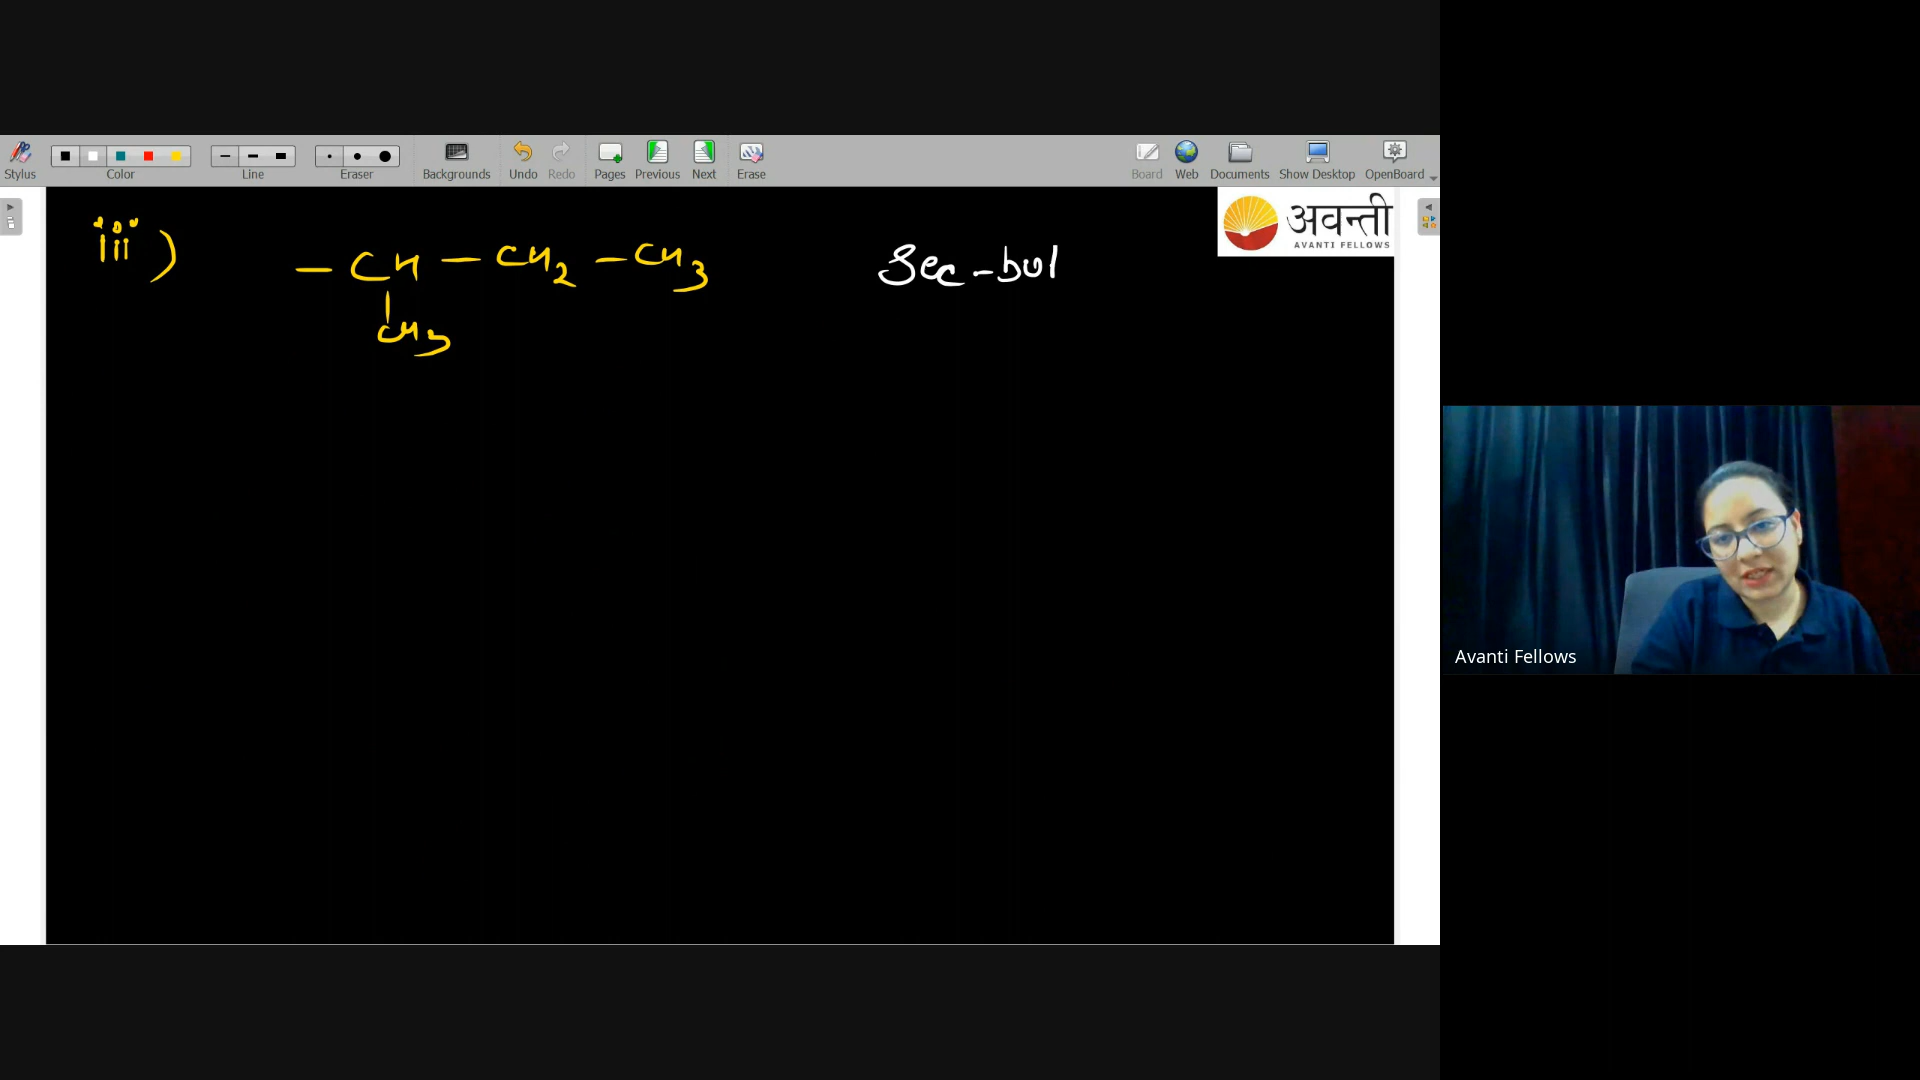 Stylus Color Line Eraser Backgrounds Undo Redo Pages Previous Next Erase Board Web Documents Show Desktop OpenBoard
अवन्ती
AVANTI FELLOWS
iii) – CH – CH2 – CH3
CH3
Sec-but
Avanti Fellows